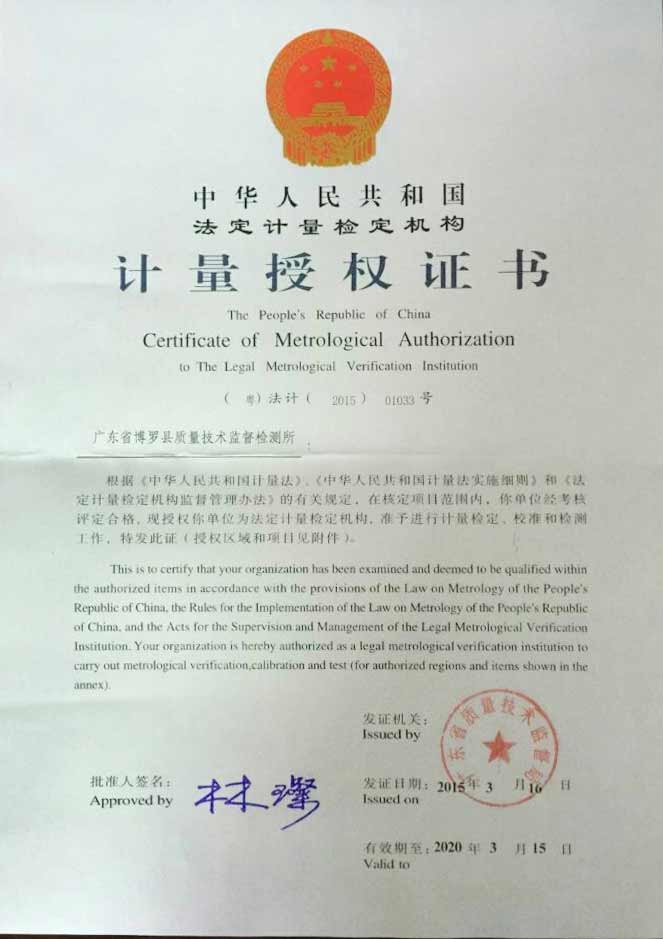 中华人民共和国
法定计量检定机构
计量授权证书
The People's Republic of China
Certificate of Metrological Authorization
to The Legal Metrological Verification Institution
( 粤) 法计 ( 2015) 01033 号
广东省博罗县质量技术监督检测所 :
根据《中华人民共和国计量法》、《中华人民共和国计量法实施细则》和《法
定计量检定机构监督管理办法》的有关规定，在核定项目范围内，你单位经考核
评定合格，现授权你单位为法定计量检定机构，准予进行计量检定、校准和检测
工作，特发此证（授权区域和项目见附件）。
This is to certify that your organization has been examined and deemed to be qualified within
the authorized items in accordance with the provisions of the Law on Metrology of the People's
Republic of China, the Rules for the Implementation of the Law on Metrology of the People's Republic
of China, and the Acts for the Supervision and Management of the Legal Metrological Verification
Institution. Your organization is hereby authorized as a legal metrological verification institution to
carry out metrological verification,calibration and test (for authorized regions and items shown in the
annex).
发证机关:
Issued by
广东省质量技术监督局
批准人签名:
Approved by
林璨
发证日期: 2015 年 3 月 16 日
Issued on
有效期至: 2020 年 3 月 15 日
Valid to